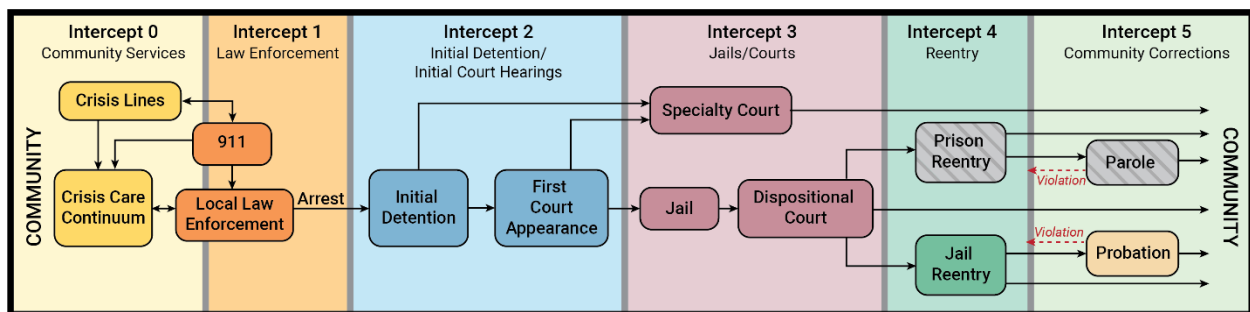 Intercept 0
Community Services
Intercept 1
Law Enforcement
Intercept 2
Initial Detention/
Initial Court Hearings
Intercept 3
Jails/Courts
Intercept 4
Reentry
Intercept 5
Community Corrections
COMMUNITY
Crisis Lines
911
Crisis Care
Continuum
Local Law
Enforcement
Arrest
Initial
Detention
First
Court
Appearance
Specialty Court
Jail
Dispositional
Court
Prison
Reentry
Violation
Parole
Jail
Reentry
Violation
Probation
COMMUNITY